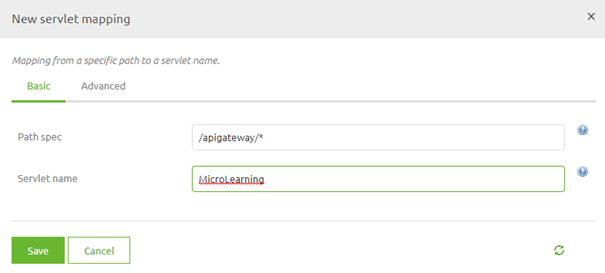 New servlet mapping
Mapping from a specific path to a servlet name.
Basic Advanced
Path spec /apigateway/*
Servlet name MicroLearning
Save Cancel